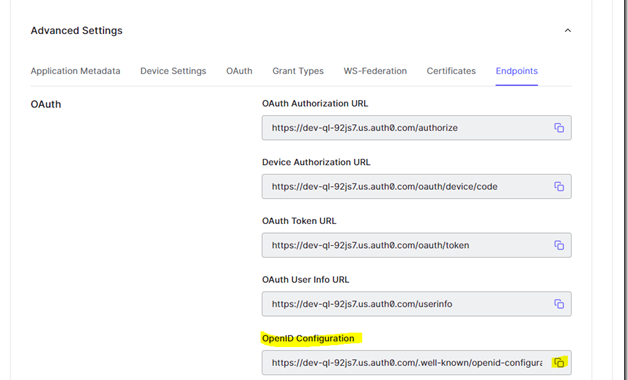 Advanced Settings
Application Metadata Device Settings OAuth Grant Types WS-Federation Certificates Endpoints
OAuth
OAuth Authorization URL
https://dev-ql-92js7.us.auth0.com/authorize
Device Authorization URL
https://dev-ql-92js7.us.auth0.com/oauth/device/code
OAuth Token URL
https://dev-ql-92js7.us.auth0.com/oauth/token
OAuth User Info URL
https://dev-ql-92js7.us.auth0.com/userinfo
OpenID Configuration
https://dev-ql-92js7.us.auth0.com/.well-known/openid-configura